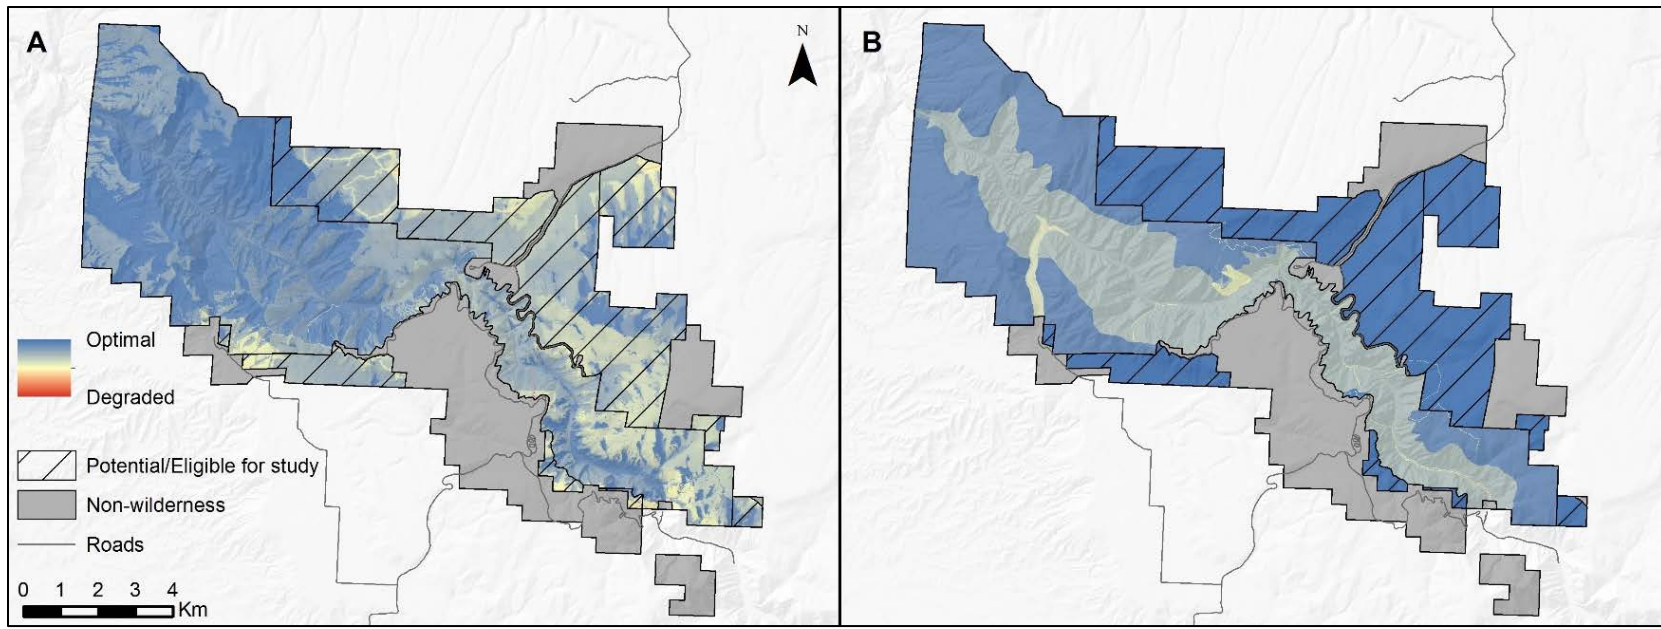 A
N
B
Optimal
Degraded
Potential/Eligible for study
Non-wilderness
Roads
0 1 2 3 4
Km